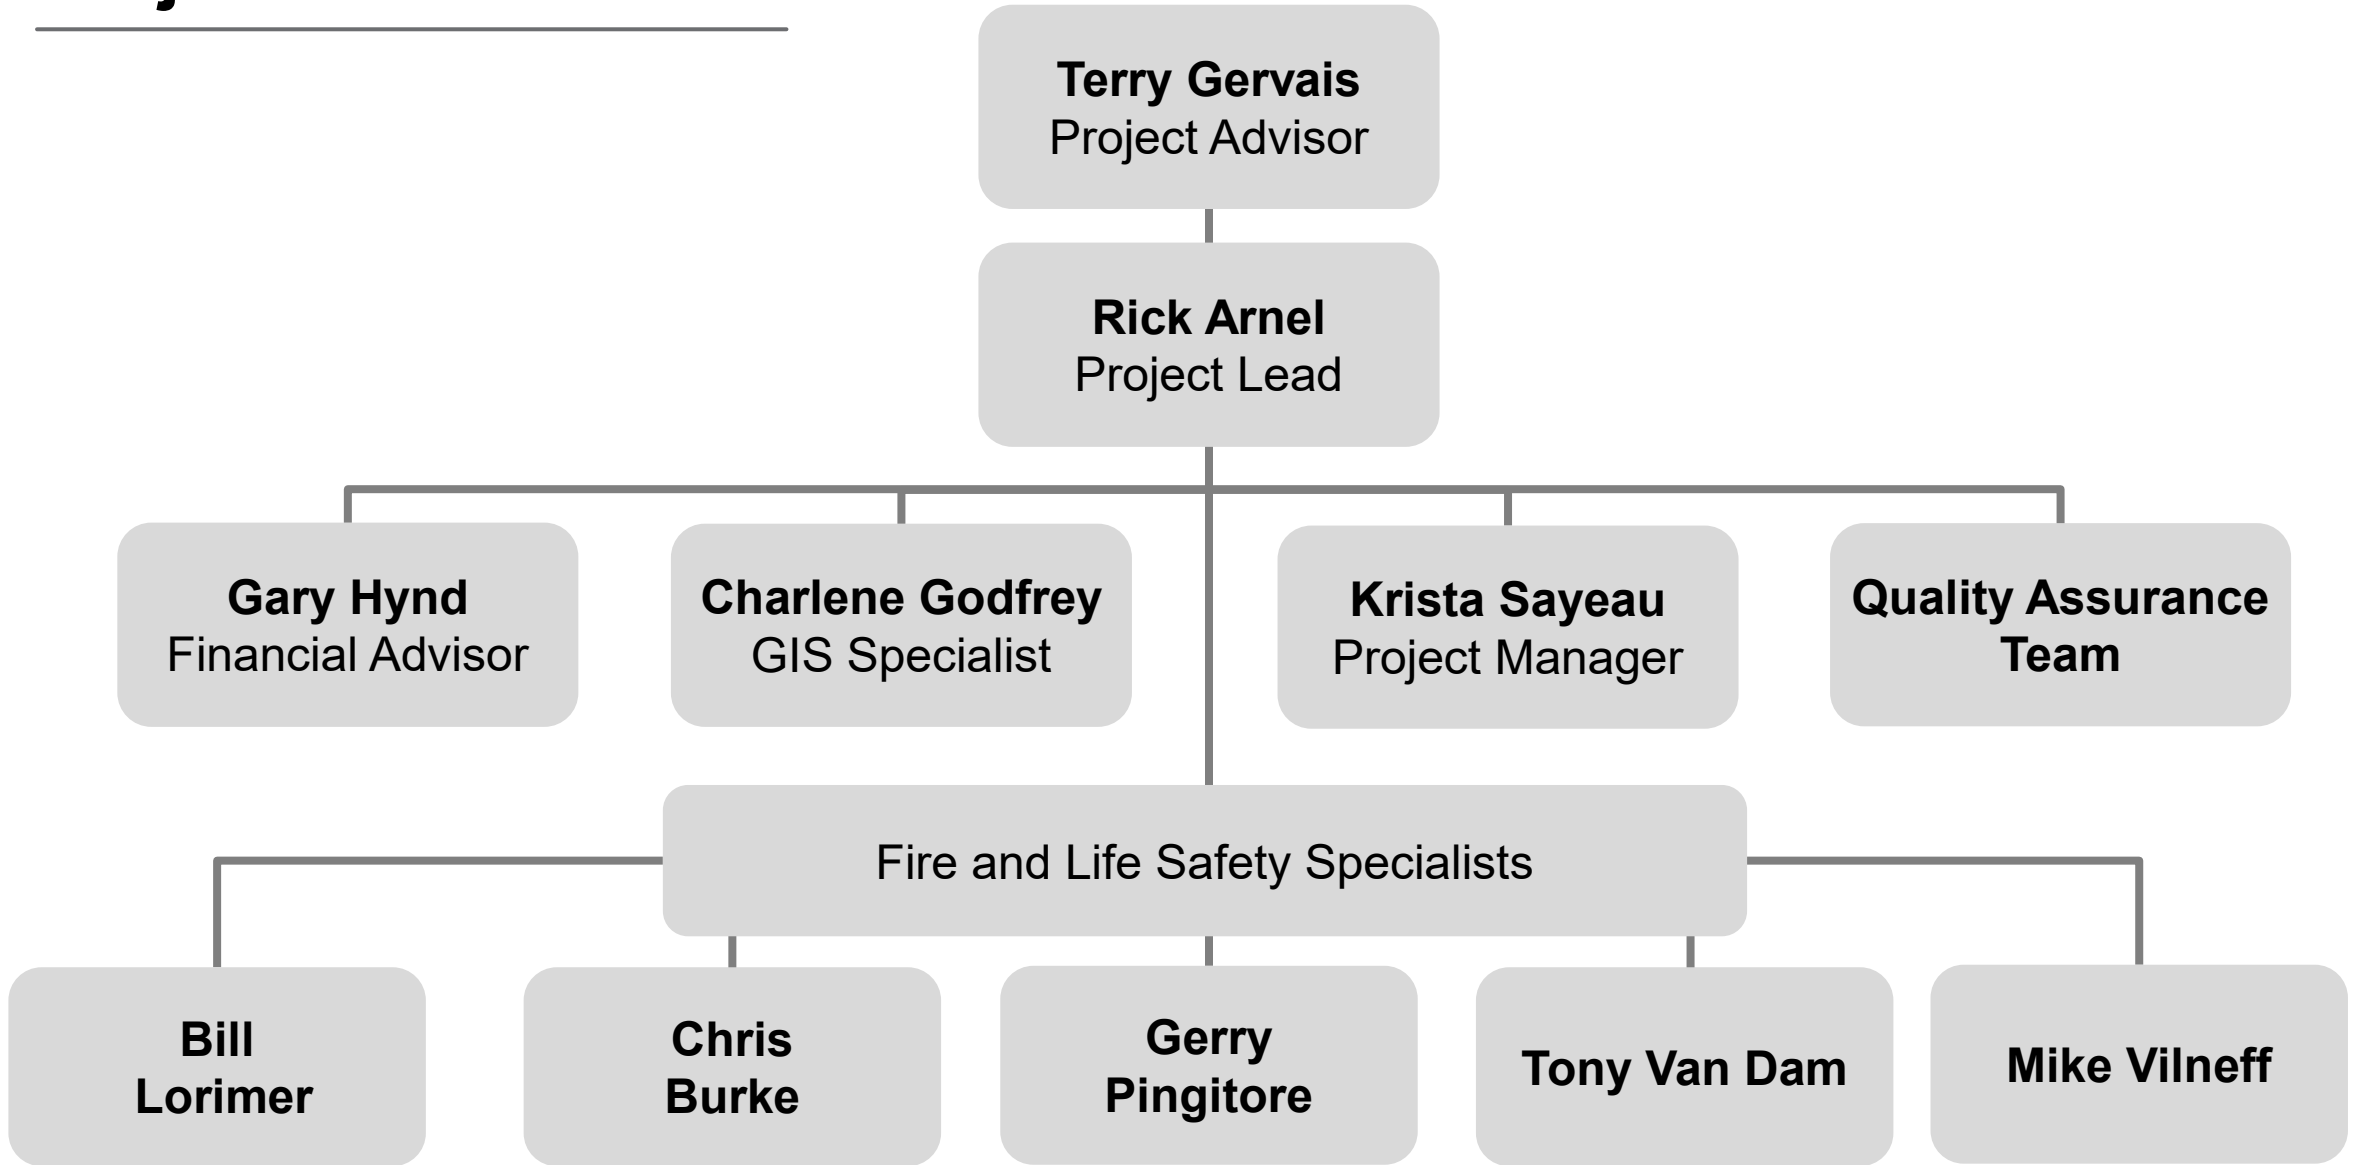 Terry Gervais
Project Advisor
Rick Arnel
Project Lead
Gary Hynd
Financial Advisor
Charlene Godfrey
GIS Specialist
Krista Sayeau
Project Manager
Quality Assurance
Team
Fire and Life Safety Specialists
Bill
Lorimer
Chris
Burke
Gerry
Pingitore
Tony Van Dam
Mike Vilneff